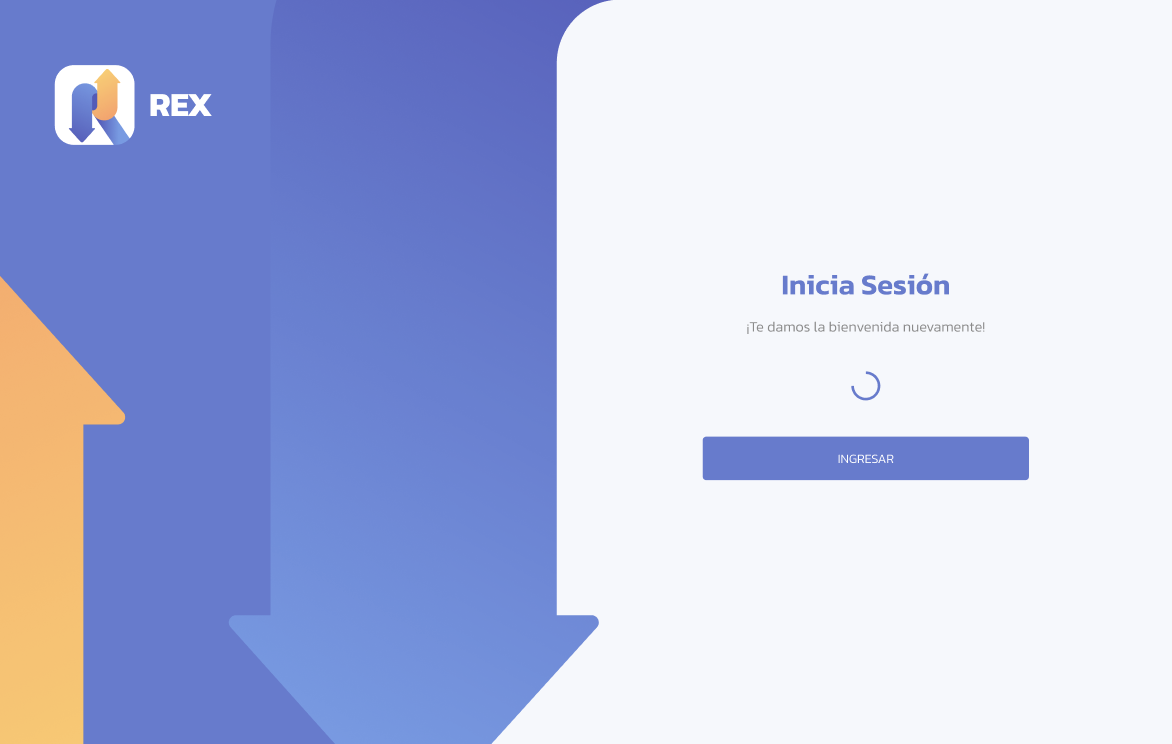 REX
Inicia Sesión
¡Te damos la bienvenida nuevamente!
INGRESAR